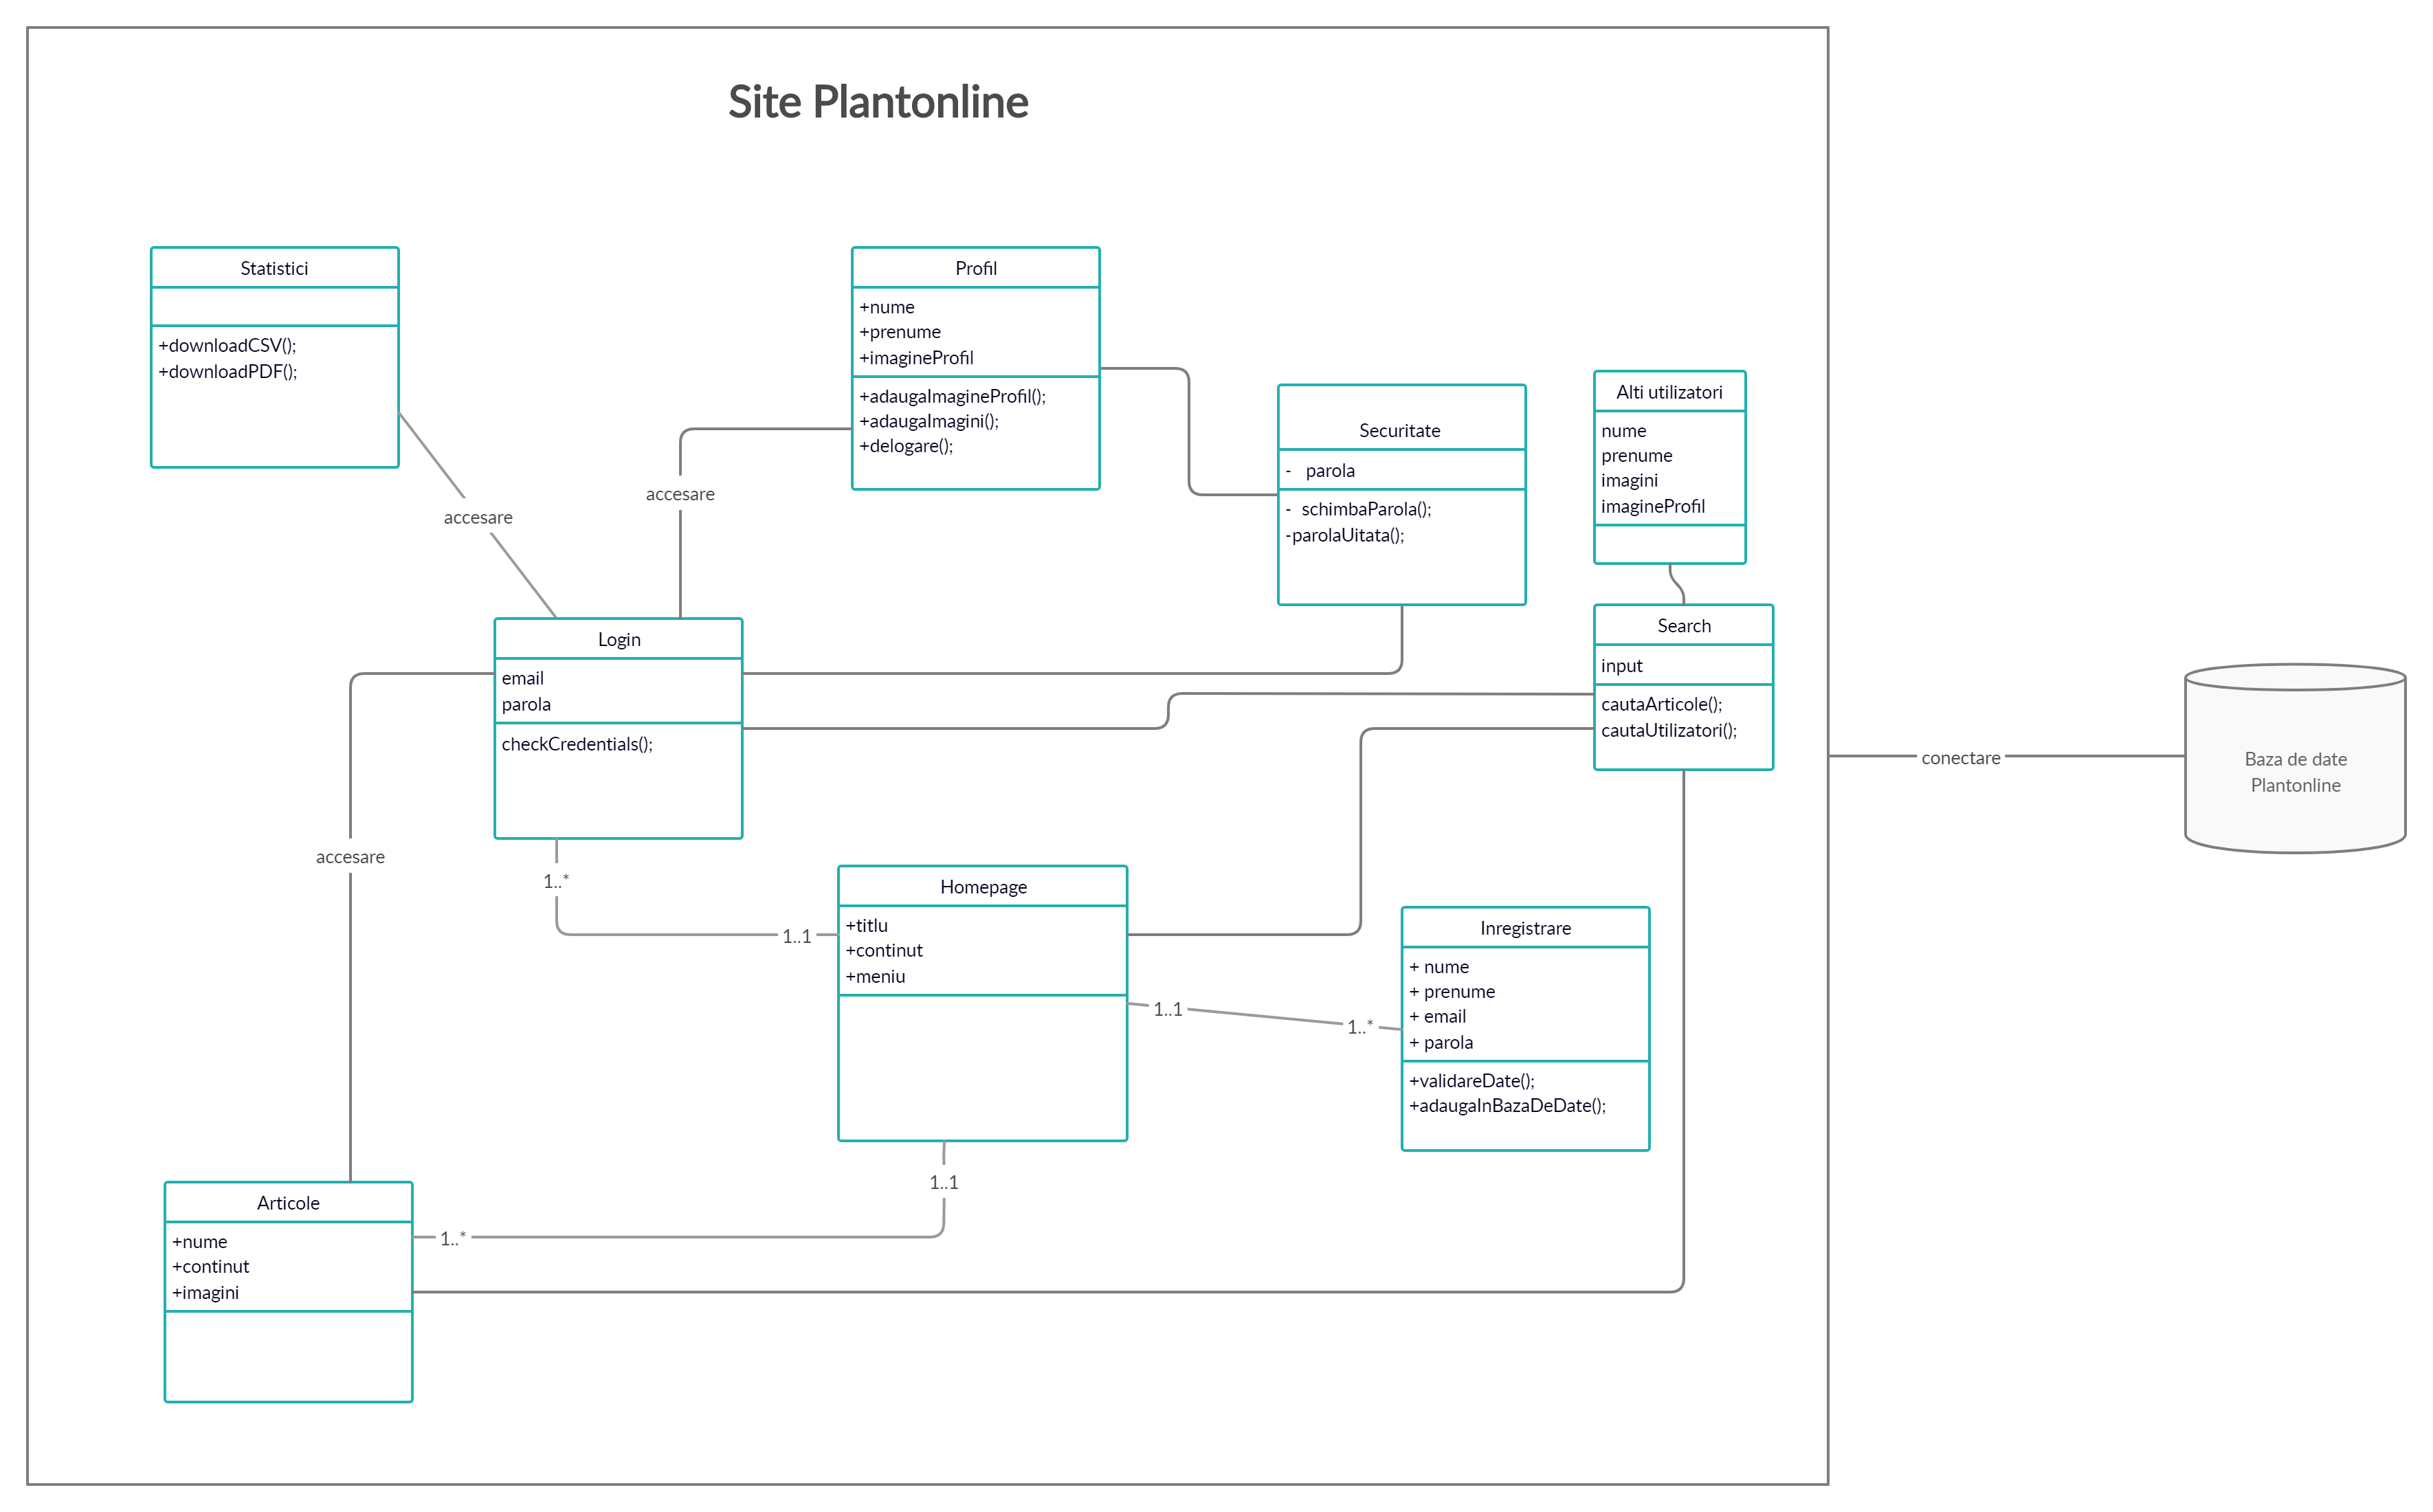 Site Plantonline
Statistici
+downloadCSV();
+downloadPDF();
Profil
+nume
+prenume
+imagineProfil
+adaugaImagineProfil();
+adaugaImagini();
+delogare();
Securitate
- parola
- schimbaParola();
-parolaUitata();
Alti utilizatori
nume
prenume
imagini
imagineProfil
accesare
accesare
Login
email
parola
checkCredentials();
Search
input
cautaArticole();
cautaUtilizatori();
conectare
Baza de date
Plantonline
accesare
1..*
1..1
Homepage
+titlu
+continut
+meniu
1..1
1..*
Inregistrare
+ nume
+ prenume
+ email
+ parola
+validareDate();
+adaugaInBazaDeDate();
1..1
1..*
Articole
+nume
+continut
+imagini